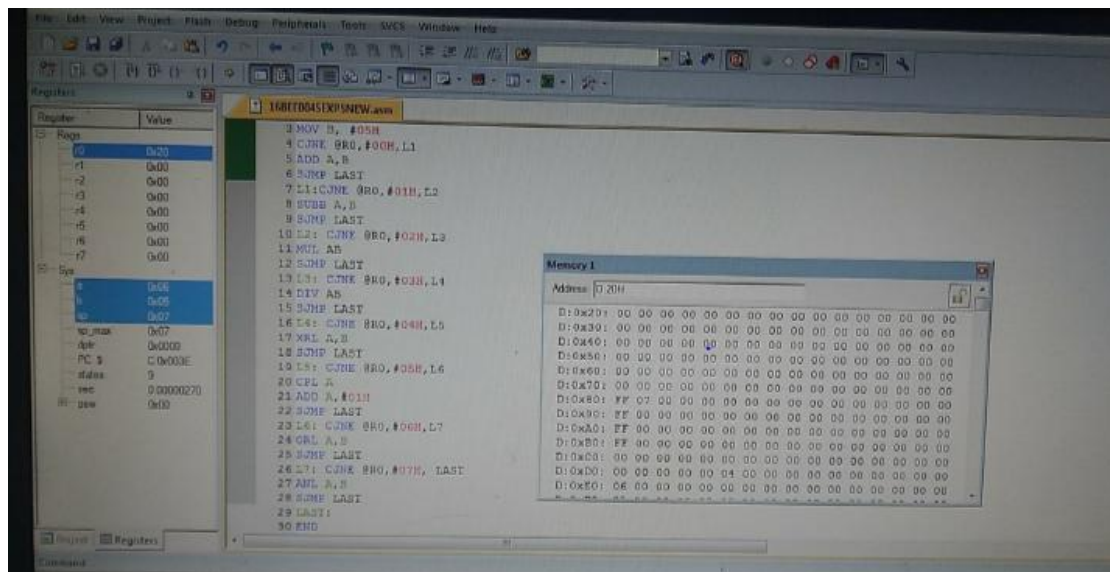 File Edit View Project Flash Debug Peripherals Tools SVCS Window Help
Registers
Register Value
Regs
r0 0x20
r1 0x00
r2 0x00
r3 0x00
r4 0x00
r5 0x00
r6 0x00
r7 0x00
Sys
a 0x06
b 0x05
sp 0x07
sp_max 0x07
dptr 0x0000
PC $ C:0x003E
states 9
sec 0.00000270
psw 0x00
Project Registers
Command
3 MOV B, #05H
4 CJNE @R0,#00H,L1
5 ADD A,B
6 SJMP LAST
7 L1:CJNE @R0,#01H,L2
8 SUBB A,B
9 SJMP LAST
10 L2: CJNE @R0,#02H,L3
11 MUL AB
12 SJMP LAST
13 L3: CJNE @R0,#03H,L4
14 DIV AB
15 SJMP LAST
16 L4: CJNE @R0,#04H,L5
17 XRL A,B
18 SJMP LAST
19 L5: CJNE @R0,#05H,L6
20 CPL A
21 ADD A,#01H
22 SJMP LAST
23 L6: CJNE @R0,#06H,L7
24 ORL A,B
25 SJMP LAST
26 L7: CJNE @R0,#07H, LAST
27 ANL A,B
28 SJMP LAST
29 LAST:
30 END
Memory 1
Address: D:20H
D:0x20: 00 00 00 00 00 00 00 00 00 00 00 00 00 00 00
D:0x30: 00 00 00 00 00 00 00 00 00 00 00 00 00 00 00
D:0x40: 00 00 00 00 00 00 00 00 00 00 00 00 00 00 00
D:0x50: 00 00 00 00 00 00 00 00 00 00 00 00 00 00 00
D:0x60: 00 00 00 00 00 00 00 00 00 00 00 00 00 00 00
D:0x70: 00 00 00 00 00 00 00 00 00 00 00 00 00 00 00
D:0x80: FF 07 00 00 00 00 00 00 00 00 00 00 00 00 00
D:0x90: FF 00 00 00 00 00 00 00 00 00 00 00 00 00 00
D:0xA0: FF 00 00 00 00 00 00 00 00 00 00 00 00 00 00
D:0xB0: FF 00 00 00 00 00 00 00 00 00 00 00 00 00 00
D:0xC0: 00 00 00 00 00 00 00 00 00 00 00 00 00 00 00
D:0xD0: 00 00 00 00 00 04 00 00 00 00 00 00 00 00 00
D:0xE0: 06 00 00 00 00 00 00 00 00 00 00 00 00 00 00